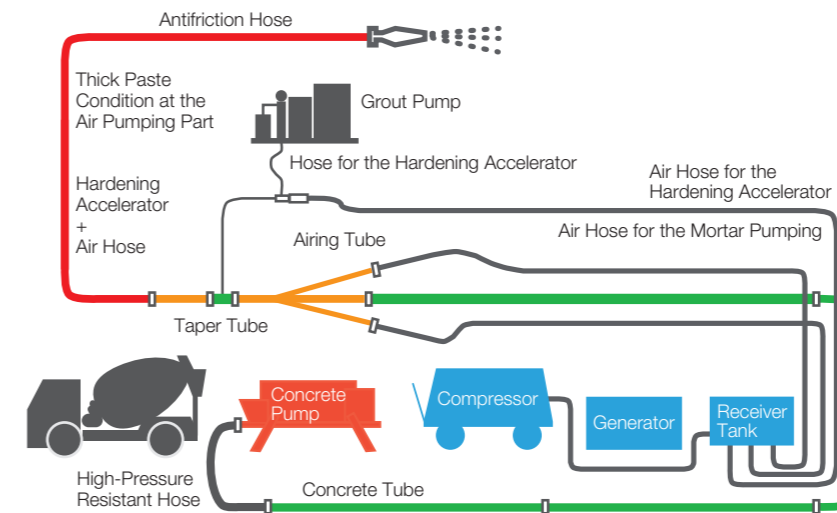 Antifriction Hose
Thick Paste
Condition at the
Air Pumping Part
Grout Pump
Hose for the Hardening Accelerator
Air Hose for the
Hardening Accelerator
Hardening
Accelerator
+
Air Hose
Airing Tube
Air Hose for the Mortar Pumping
Taper Tube
Concrete
Pump
Compressor
Generator
Receiver
Tank
High-Pressure
Resistant Hose
Concrete Tube